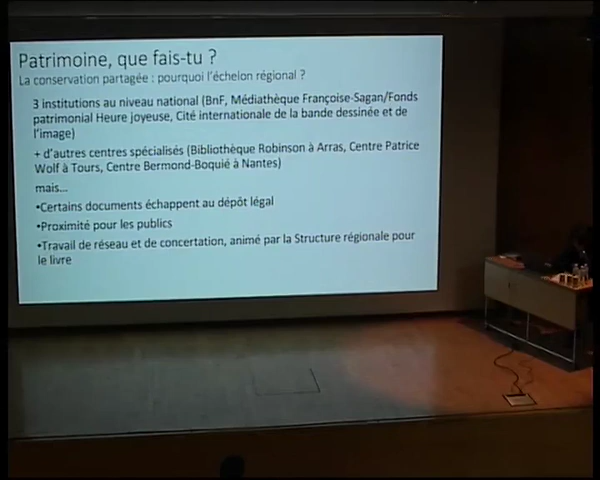 Patrimoine, que fais-tu ?
La conservation partagée : pourquoi l'échelon régional ?
3 institutions au niveau national (BnF, Médiathèque Françoise-Sagan/Fonds
patrimonial Heure joyeuse, Cité internationale de la bande dessinée et de
l'image)
+ d'autres centres spécialisés (Bibliothèque Robinson à Arras, Centre Patrice
Wolf à Tours, Centre Bermond-Boquié à Nantes)
mais...
•Certains documents échappent au dépôt légal
•Proximité pour les publics
•Travail de réseau et de concertation, animé par la Structure régionale pour
le livre